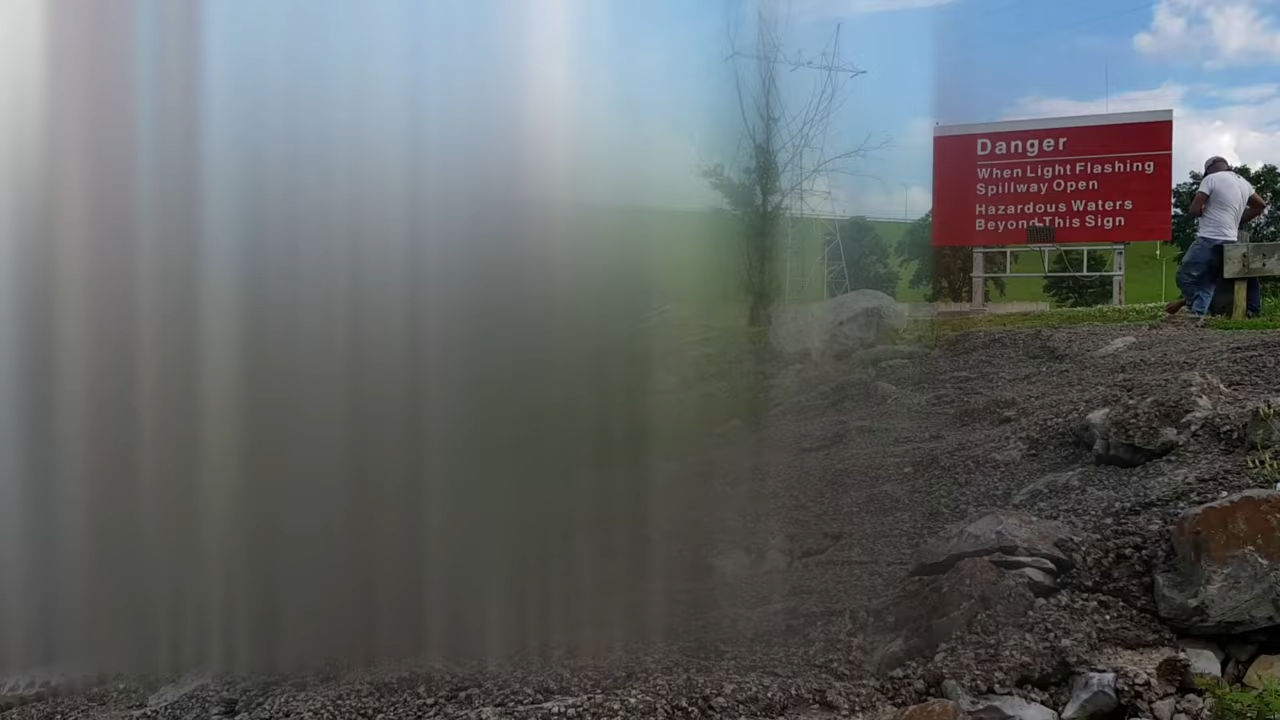 Danger
When Light Flashing
Spillway Open
Hazardous Waters
Beyond This Sign